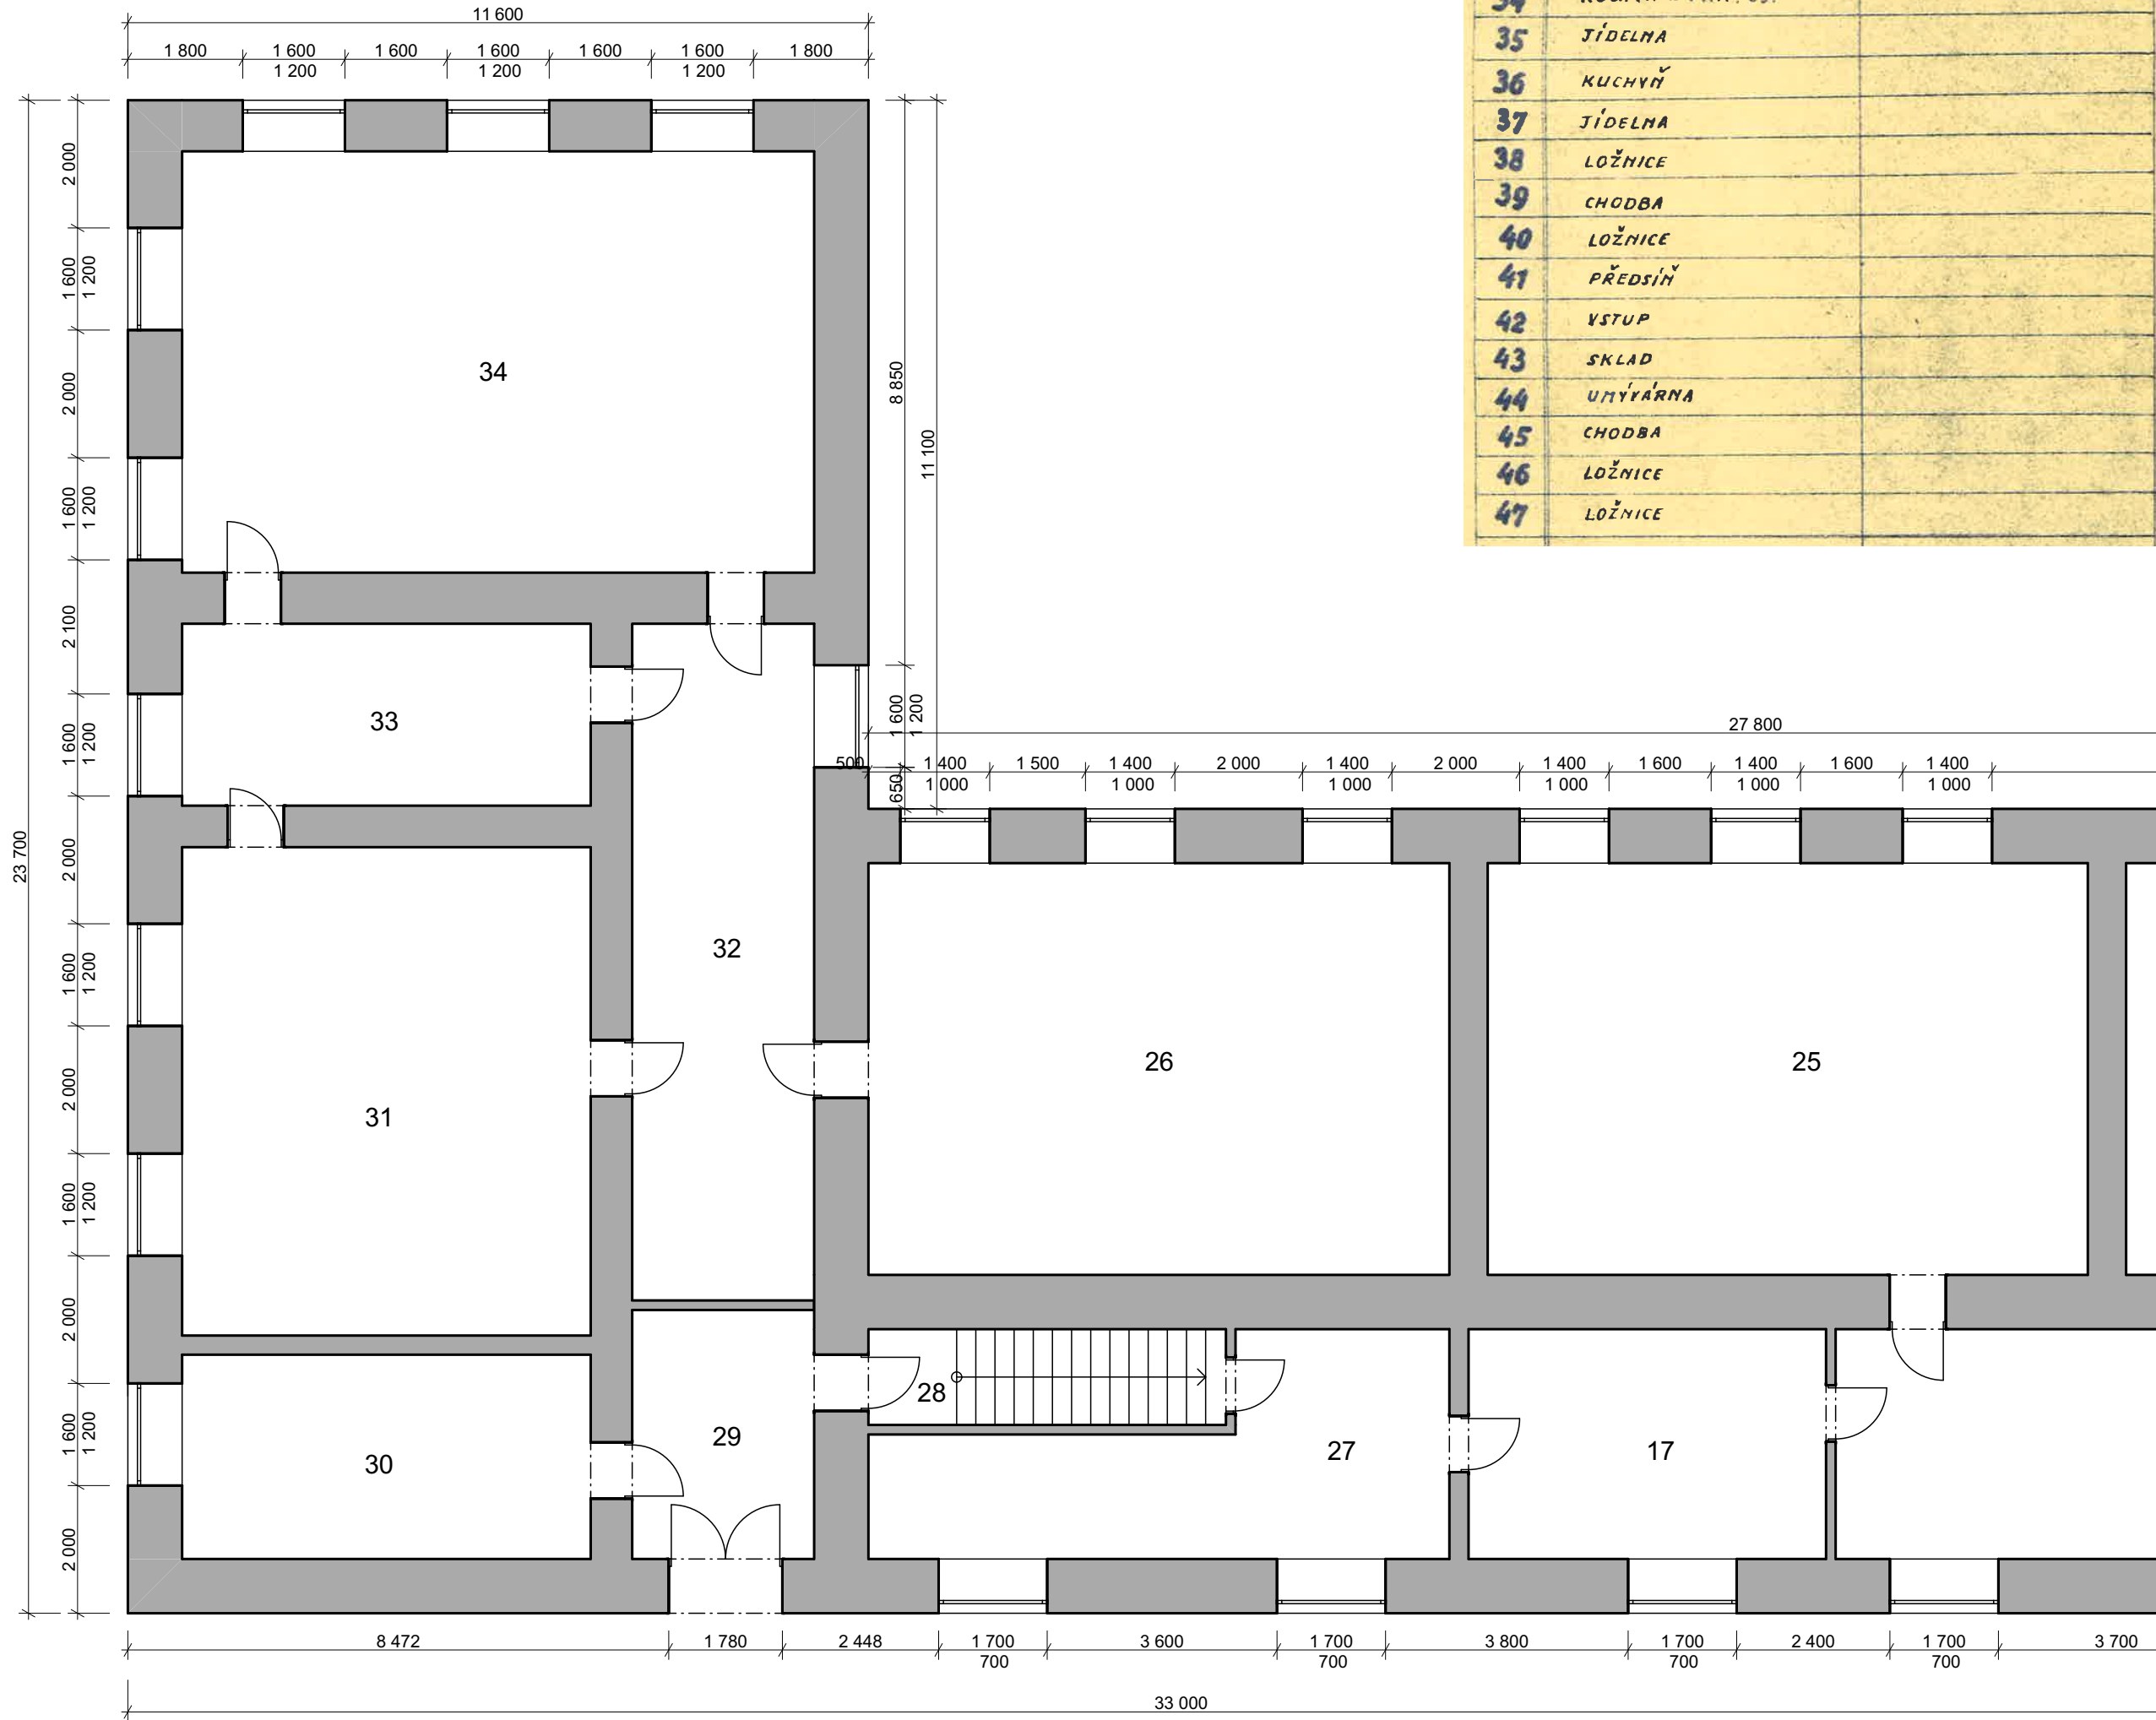 11 600
1 800 1 600 1 600 1 600 1 600 1 600 1 800
1 200 1 200 1 200
35 JÍDELNA
36 KUCHYŇ
37 JÍDELNA
38 LOŽNICE
39 CHODBA
40 LOŽNICE
41 PŘEDSÍŇ
42 VSTUP
43 SKLAD
44 UMÝVÁRNA
45 CHODBA
46 LOŽNICE
47 LOŽNICE
23 700
2 000
1 600
1 200
2 000
1 600
1 200
2 100
1 600
1 200
2 000
1 600
1 200
2 000
1 600
1 200
2 000
1 600
1 200
2 000
34
33
32
31
30
29
28
27
26
25
17
8 850
11 100
1 600
1 200
650
27 800
500 1 400 1 500 1 400 2 000 1 400 2 000 1 400 1 600 1 400 1 600 1 400
1 000 1 000 1 000 1 000 1 000 1 000
8 472 1 780 2 448 1 700 3 600 1 700 3 800 1 700 2 400 1 700 3 700
700 700 700 700
33 000